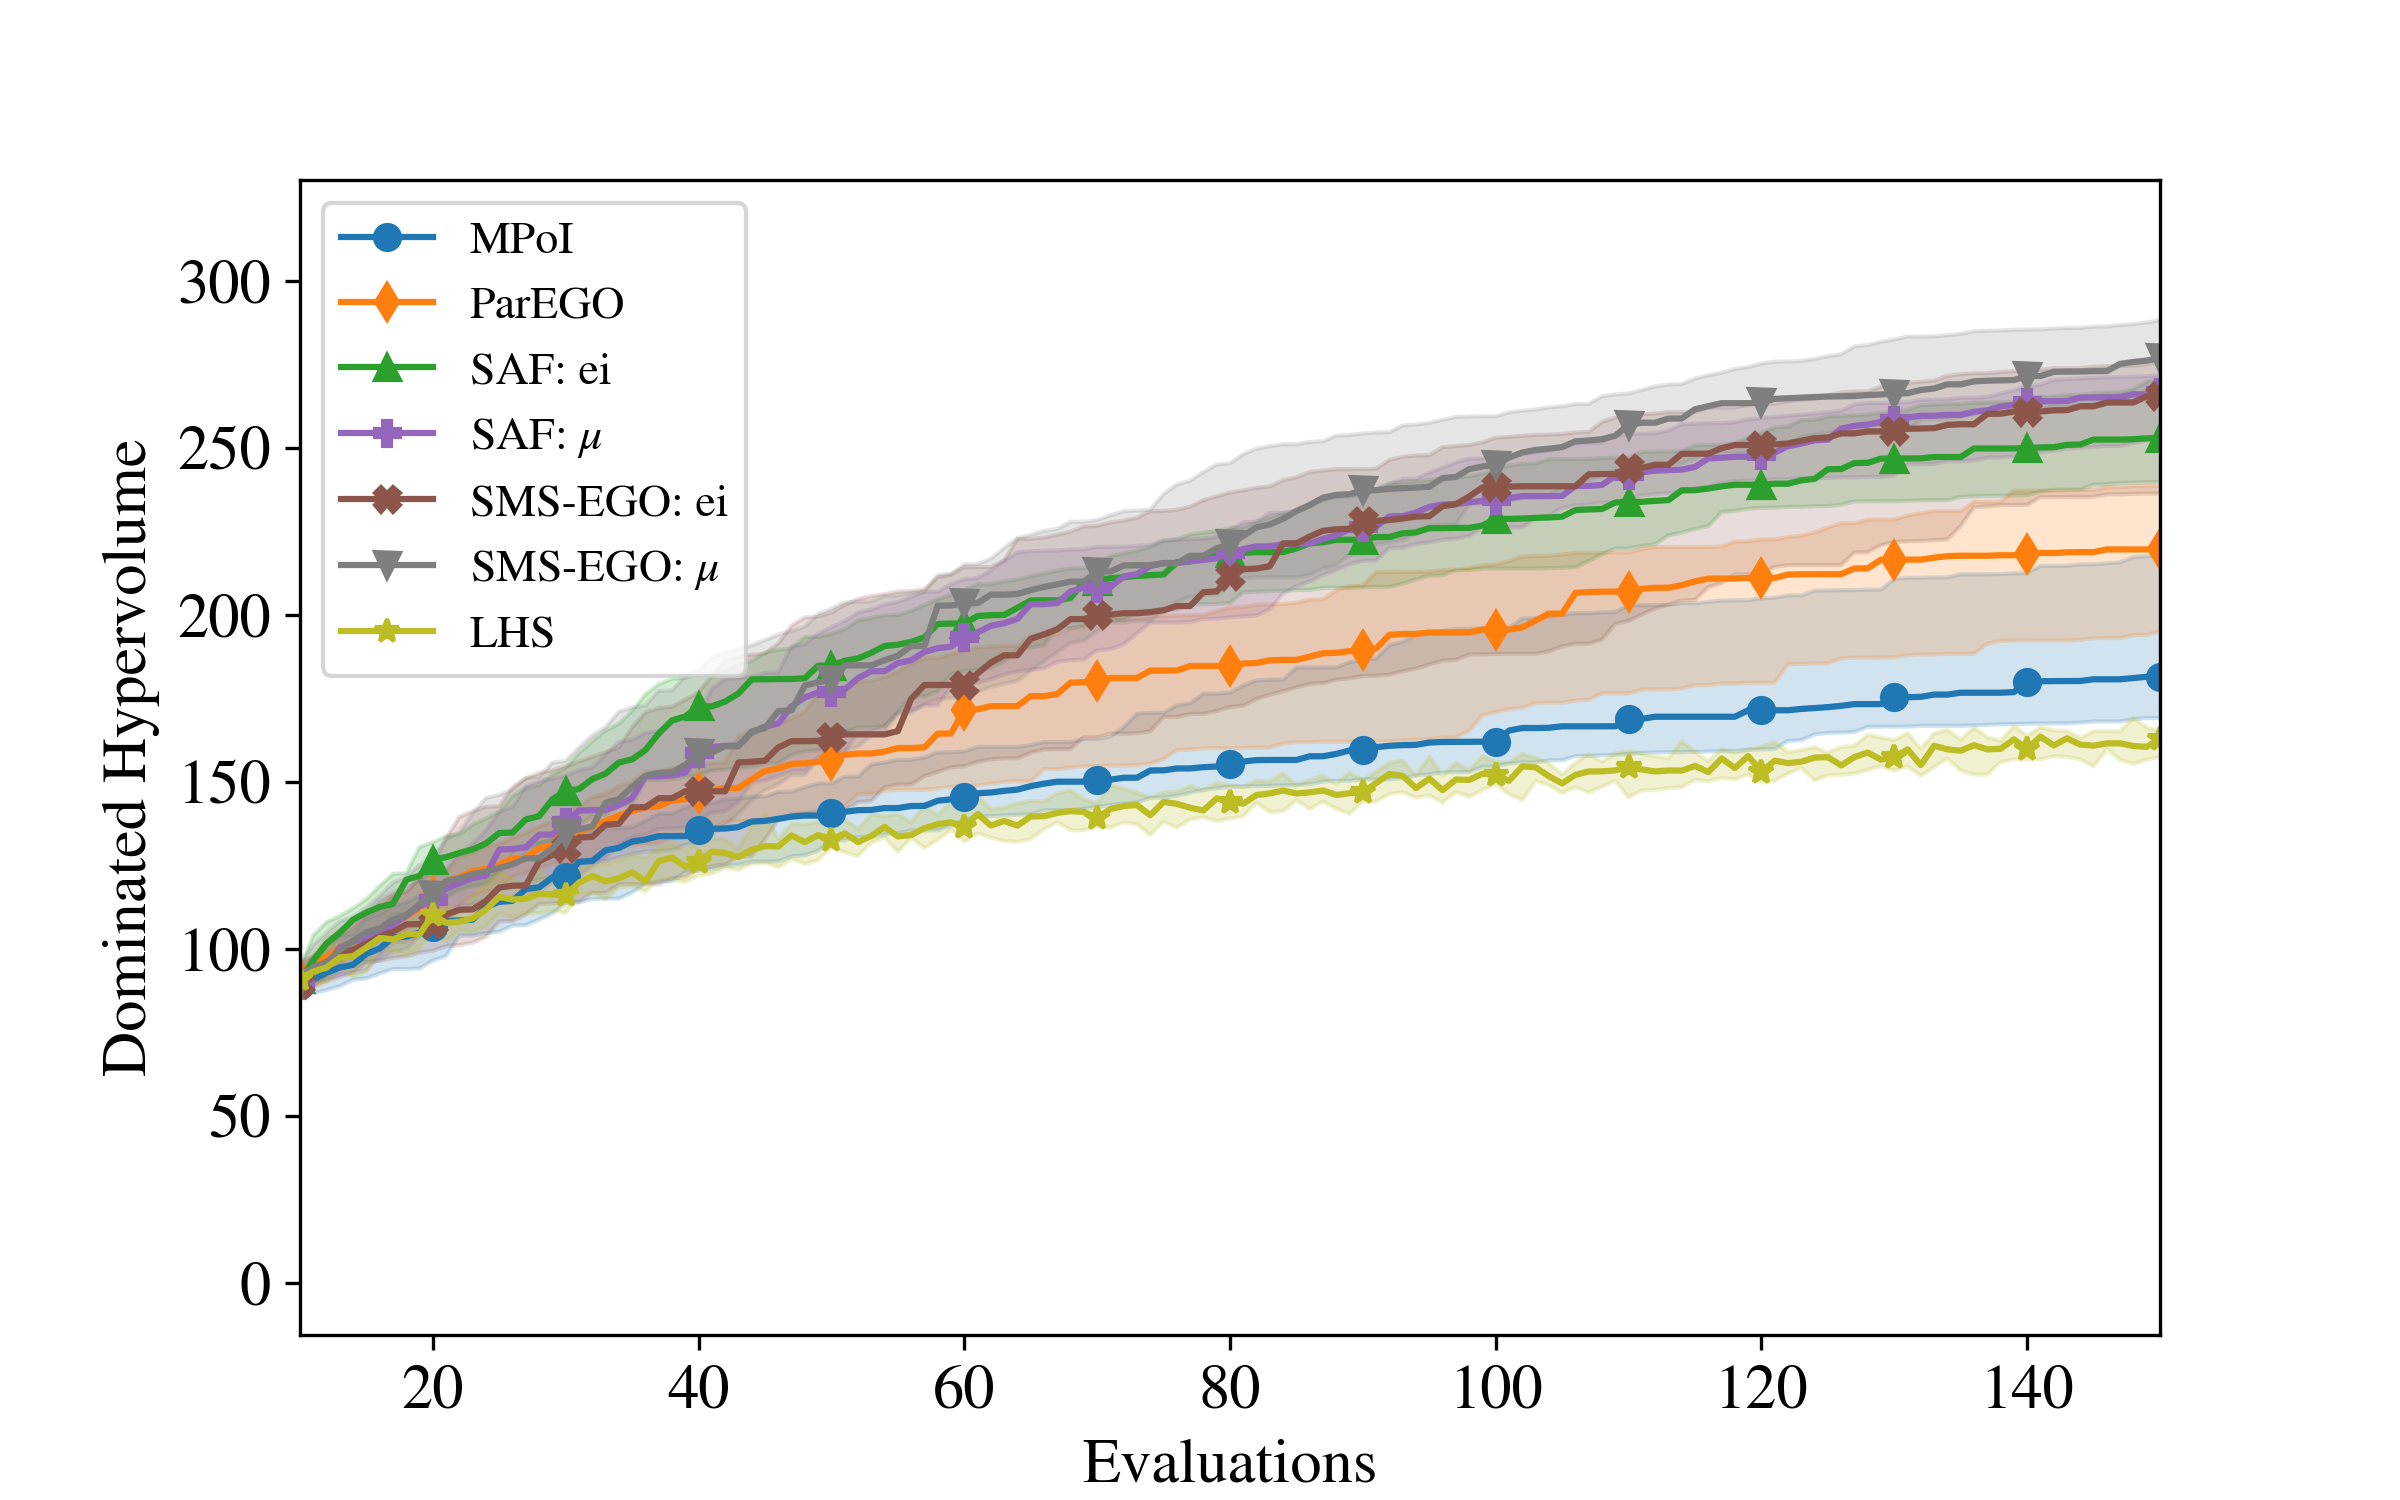 MPoI
ParEGO
SAF: ei
SAF: μ
SMS-EGO: ei
SMS-EGO: μ
LHS
300
250
200
150
100
50
0
Dominated Hypervolume
20 40 60 80 100 120 140
Evaluations